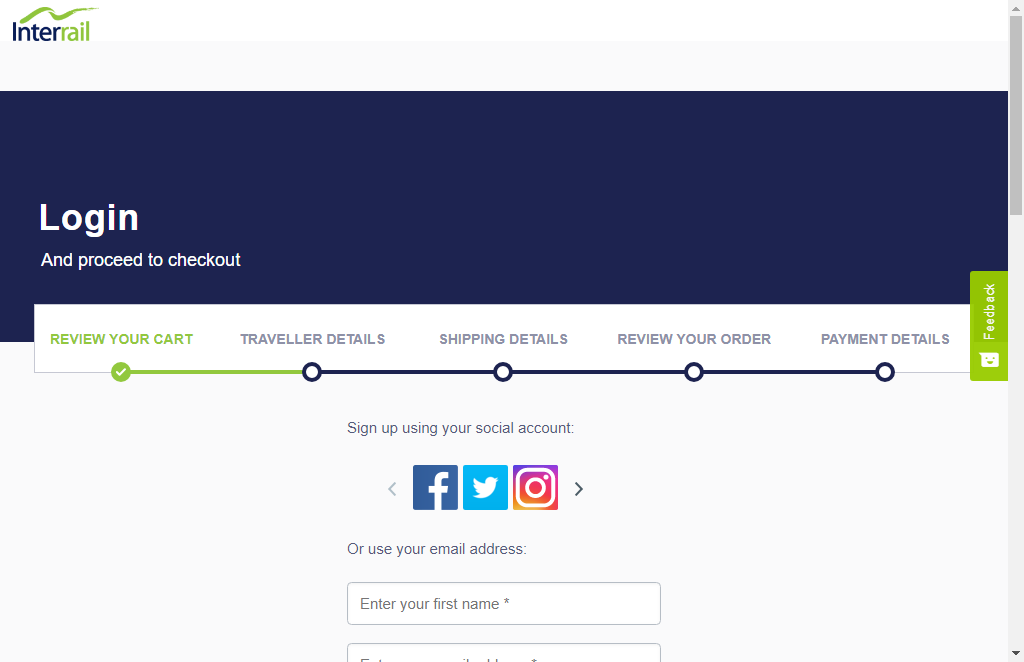 Interrail
Login
And proceed to checkout
Feedback
REVIEW YOUR CART
TRAVELLER DETAILS
SHIPPING DETAILS
REVIEW YOUR ORDER
PAYMENT DETAILS
Sign up using your social account:
Or use your email address:
Enter your first name *